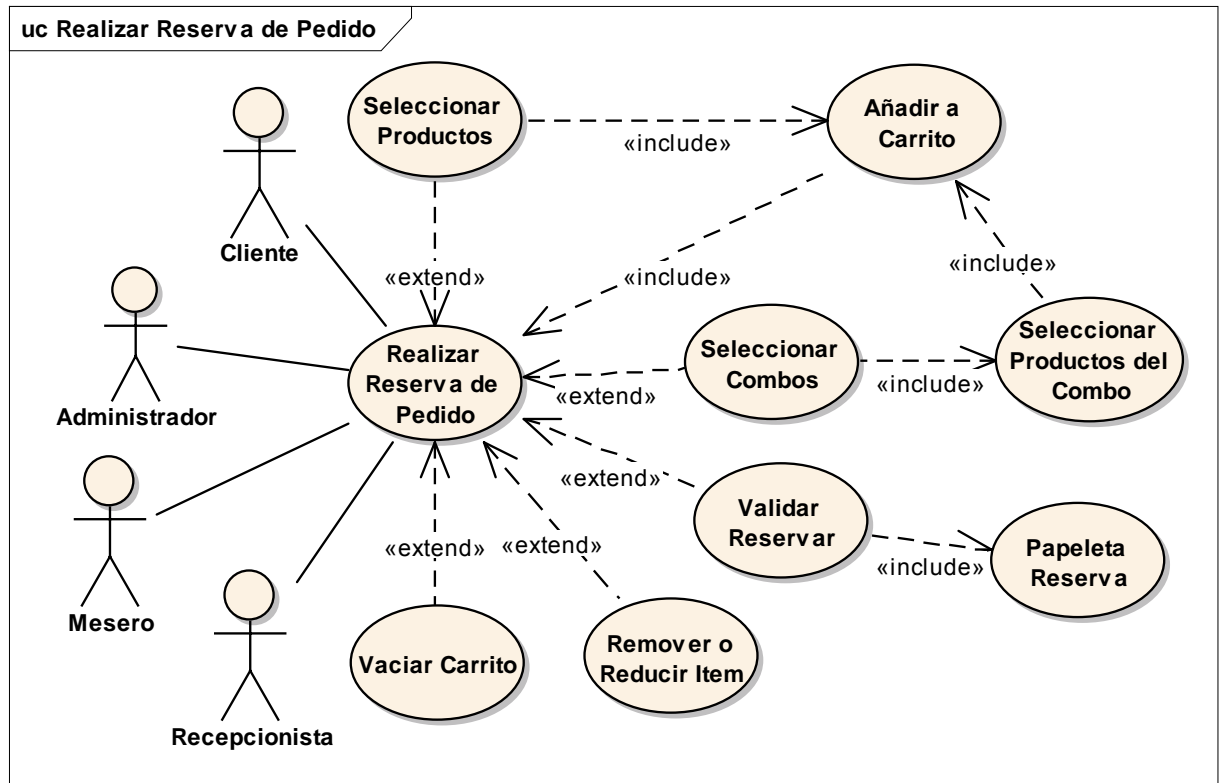 uc Realizar Reserva de Pedido
Seleccionar
Productos
«include»
Añadir a
Carrito
Cliente
«extend»
«include»
«include»
Administrador
Realizar
Reserva de
Pedido
«extend»
Seleccionar
Combos
«include»
Seleccionar
Productos del
Combo
Mesero
«extend»
Validar
Reservar
«include»
Papeleta
Reserva
«extend»
«extend»
Recepcionista
Vaciar Carrito
Remover o
Reducir Item